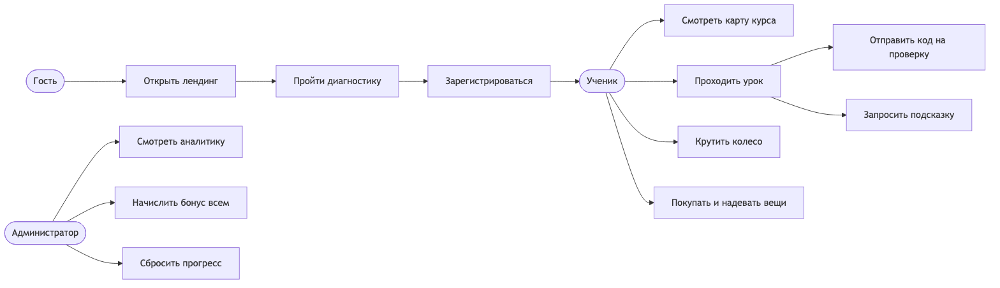 Гость
Открыть лендинг
Пройти диагностику
Зарегистрироваться
Ученик
Смотреть карту курса
Проходить урок
Отправить код на
проверку
Запросить подсказку
Крутить колесо
Покупать и надевать вещи
Администратор
Смотреть аналитику
Начислить бонус всем
Сбросить прогресс